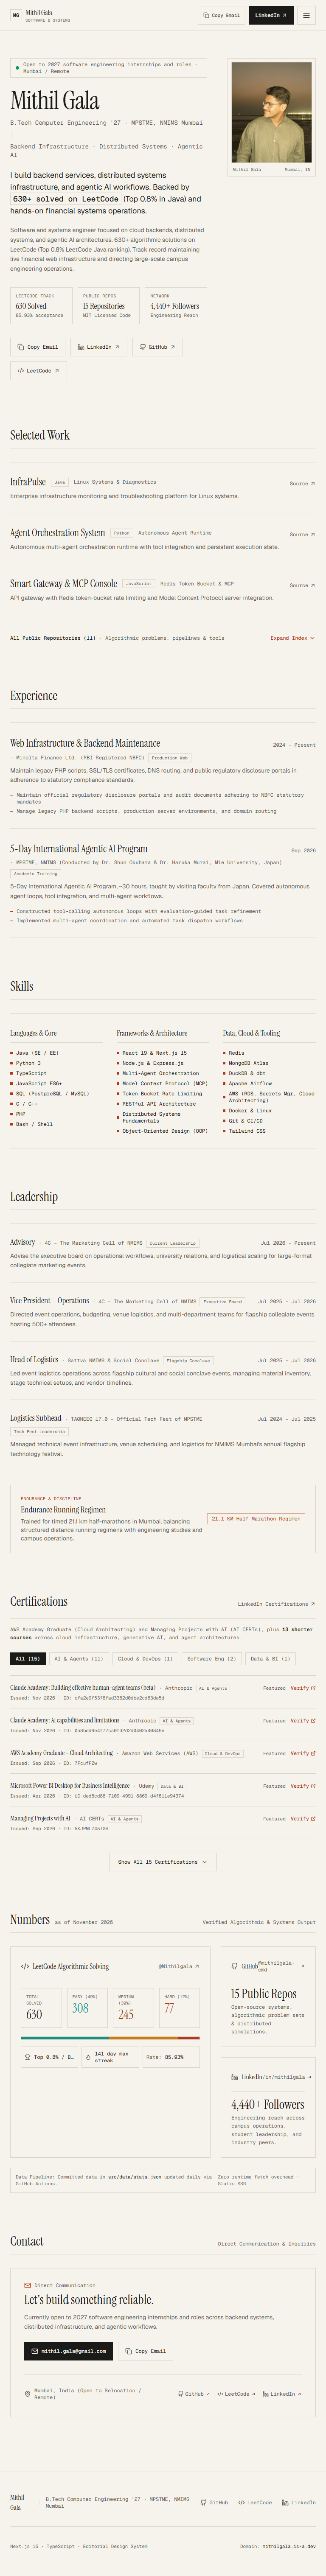 MG
Mithil Gala
SOFTWARE & SYSTEMS
Copy Email
LinkedIn ↗
Open to 2027 software engineering internships and roles ·
Mumbai / Remote
Mithil Gala
B.Tech Computer Engineering '27 · MPSTME, NMIMS Mumbai
Backend Infrastructure · Distributed Systems · Agentic
AI
I build backend services, distributed systems
infrastructure, and agentic AI workflows. Backed by
630+ solved on LeetCode (Top 0.8% in Java) and
hands-on financial systems operations.
Software and systems engineer focused on cloud backends, distributed
systems, and agentic AI architectures. 630+ algorithmic solutions on
LeetCode (Top 0.8% LeetCode Java ranking). Track record maintaining
live financial web infrastructure and directing large-scale campus
engineering operations.
Mithil Gala
Mumbai, IN
LEETCODE TRACK
630 Solved
85.93% acceptance
PUBLIC REPOS
15 Repositories
MIT Licensed Code
NETWORK
4,440+ Followers
Engineering Reach
Copy Email
LinkedIn ↗
GitHub ↗
LeetCode ↗
Selected Work
InfraPulse
Java
Linux Systems & Diagnostics
Source ↗
Enterprise infrastructure monitoring and troubleshooting platform for Linux systems.
Agent Orchestration System
Python
Autonomous Agent Runtime
Source ↗
Autonomous multi-agent orchestration runtime with tool integration and persistent execution state.
Smart Gateway & MCP Console
JavaScript
Redis Token-Bucket & MCP
Source ↗
API gateway with Redis token-bucket rate limiting and Model Context Protocol server integration.
All Public Repositories (11) · Algorithmic problems, pipelines & tools
Expand Index
Experience
Web Infrastructure & Backend Maintenance
2024 – Present
· Minolta Finance Ltd. (RBI-Registered NBFC)
Production Web
Maintain legacy PHP scripts, SSL/TLS certificates, DNS routing, and public regulatory disclosure portals in
adherence to statutory compliance standards.
— Maintain official regulatory disclosure portals and audit documents adhering to NBFC statutory
mandates
— Manage legacy PHP backend scripts, production server environments, and domain routing
5-Day International Agentic AI Program
Sep 2026
· MPSTME, NMIMS (Conducted by Dr. Shun Okuhara & Dr. Haruka Murai, Mie University, Japan)
Academic Training
5-Day International Agentic AI Program, ~30 hours, taught by visiting faculty from Japan. Covered autonomous
agent loops, tool integration, and multi-agent workflows.
— Constructed tool-calling autonomous loops with evaluation-guided task refinement
— Implemented multi-agent coordination and automated task dispatch workflows
Skills
Languages & Core
Java (SE / EE)
Python 3
TypeScript
JavaScript ES6+
SQL (PostgreSQL / MySQL)
C / C++
PHP
Bash / Shell
Frameworks & Architecture
React 19 & Next.js 15
Node.js & Express.js
Multi-Agent Orchestration
Model Context Protocol (MCP)
Token-Bucket Rate Limiting
RESTful API Architecture
Distributed Systems
Fundamentals
Object-Oriented Design (OOP)
Data, Cloud & Tooling
Redis
MongoDB Atlas
DuckDB & dbt
Apache Airflow
AWS (RDS, Secrets Mgr, Cloud
Architecting)
Docker & Linux
Git & CI/CD
Tailwind CSS
Leadership
Advisory · 4C – The Marketing Cell of NMIMS
Current Leadership
Jul 2026 – Present
Advise the executive board on operational workflows, university relations, and logistical scaling for large-format
collegiate marketing events.
Vice President – Operations · 4C – The Marketing Cell of NMIMS
Executive Board
Jul 2025 – Jul 2026
Directed event operations, budgeting, venue logistics, and multi-department teams for flagship collegiate events
hosting 500+ attendees.
Head of Logistics · Sattva NMIMS & Social Conclave
Flagship Conclave
Jul 2025 – Jul 2026
Led event logistics operations across flagship cultural and social conclave events, managing material inventory,
stage technical setups, and vendor timelines.
Logistics Subhead · TAQNEEQ 17.0 – Official Tech Fest of MPSTME
Jul 2024 – Jul 2025
Tech Fest Leadership
Managed technical event infrastructure, venue scheduling, and logistics for NMIMS Mumbai's annual flagship
technology festival.
ENDURANCE & DISCIPLINE
Endurance Running Regimen
Trained for timed 21.1 km half-marathons in Mumbai, balancing
structured distance running regimens with engineering studies and
campus operations.
21.1 KM Half-Marathon Regimen
Certifications
LinkedIn Certifications ↗
AWS Academy Graduate (Cloud Architecting) and Managing Projects with AI (AI CERTs), plus 13 shorter
courses across cloud infrastructure, generative AI, and agent architectures.
All (15)
AI & Agents (11)
Cloud & DevOps (1)
Software Eng (2)
Data & BI (1)
Claude Academy: Building effective human-agent teams (beta) · Anthropic
AI & Agents
Featured Verify
Issued: Nov 2026
Claude Academy: AI capabilities and limitations · Anthropic
AI & Agents
Featured Verify
Issued: Nov 2026
AWS Academy Graduate - Cloud Architecting · Amazon Web Services (AWS)
Cloud & DevOps
Featured Verify
Issued: Sep 2026
Microsoft Power Bi Desktop for Business Intelligence · Udemy
Data & BI
Featured Verify
Issued: Apr 2026
Managing Projects with AI · AI CERTs
AI & Agents
Featured Verify
Issued: Sep 2026
Show All 15 Certifications
Numbers
as of November 2026
Verified Algorithmic & Systems Output
LeetCode Algorithmic Solving
@Mithilgala ↗
TOTAL
SOLVED
630
EASY (49%)
308
MEDIUM
(39%)
245
HARD (12%)
77
Top 0.8% / 8…
141-day max
streak
Rate: 85.93%
GitHub
@mithilgala-
cmd
15 Public Repos
Open-source systems,
algorithmic problem sets
& distributed
simulations.
LinkedIn
/in/mithilgala ↗
4,440+ Followers
Engineering reach across
campus operations,
student leadership, and
industry peers.
Data Pipeline: Committed data in src/data/stats.json updated daily via
GitHub Actions.
Zero runtime fetch overhead ·
Static SSR
Contact
Direct Communication & Inquiries
Direct Communication
Let's build something reliable.
Currently open to 2027 software engineering internships and roles across backend systems,
distributed infrastructure, and agentic workflows.
mithil.gala@gmail.com
Copy Email
Mumbai, India (Open to Relocation /
Remote)
GitHub ↗
LeetCode ↗
LinkedIn ↗
Mithil
Gala
B.Tech Computer Engineering '27 · MPSTME, NMIMS
Mumbai
GitHub
LeetCode
LinkedIn
Next.js 15 · TypeScript · Editorial Design System
Domain: mithilgala.is-a.dev